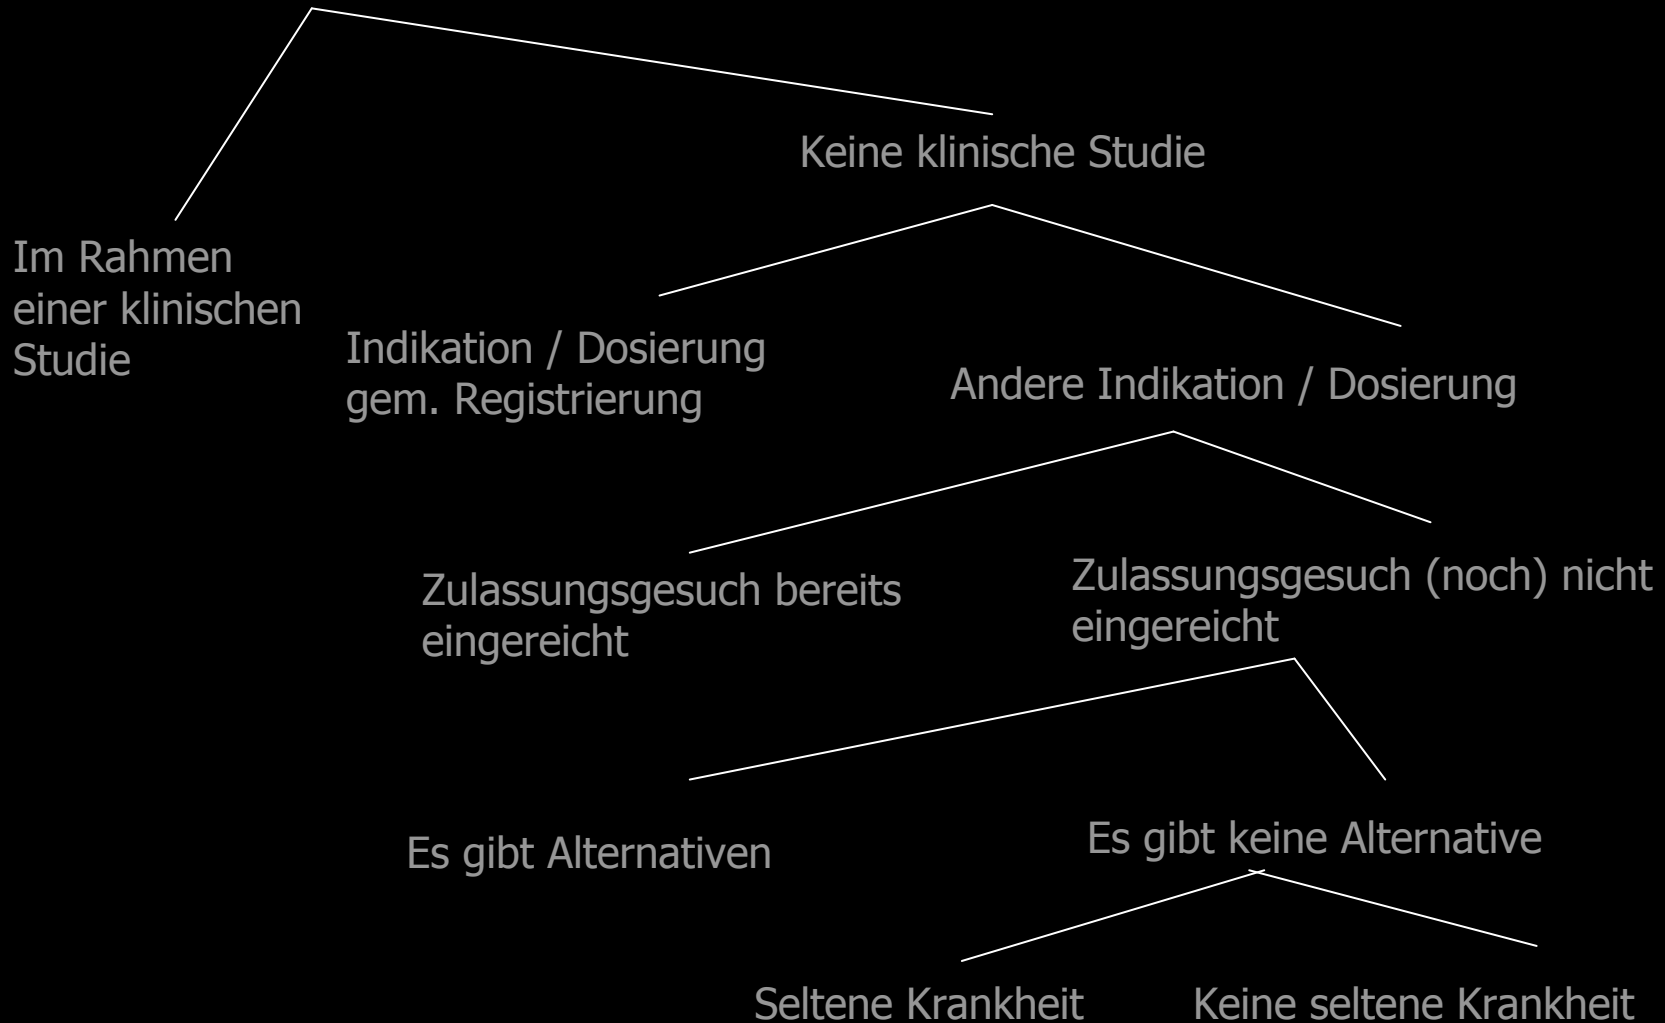 Keine klinische Studie
Im Rahmen
einer klinischen
Studie
Indikation / Dosierung
gem. Registrierung
Andere Indikation / Dosierung
Zulassungsgesuch bereits
eingereicht
Zulassungsgesuch (noch) nicht
eingereicht
Es gibt Alternativen
Es gibt keine Alternative
Seltene Krankheit
Keine seltene Krankheit